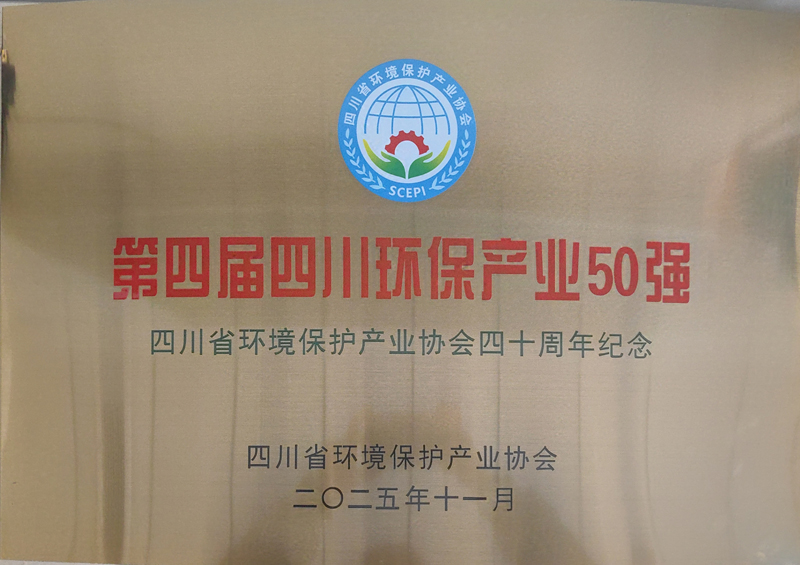 四川省环境保护产业协会
SCEPI
第四届四川环保产业50强
四川省环境保护产业协会四十周年纪念
四川省环境保护产业协会
二〇二五年十一月